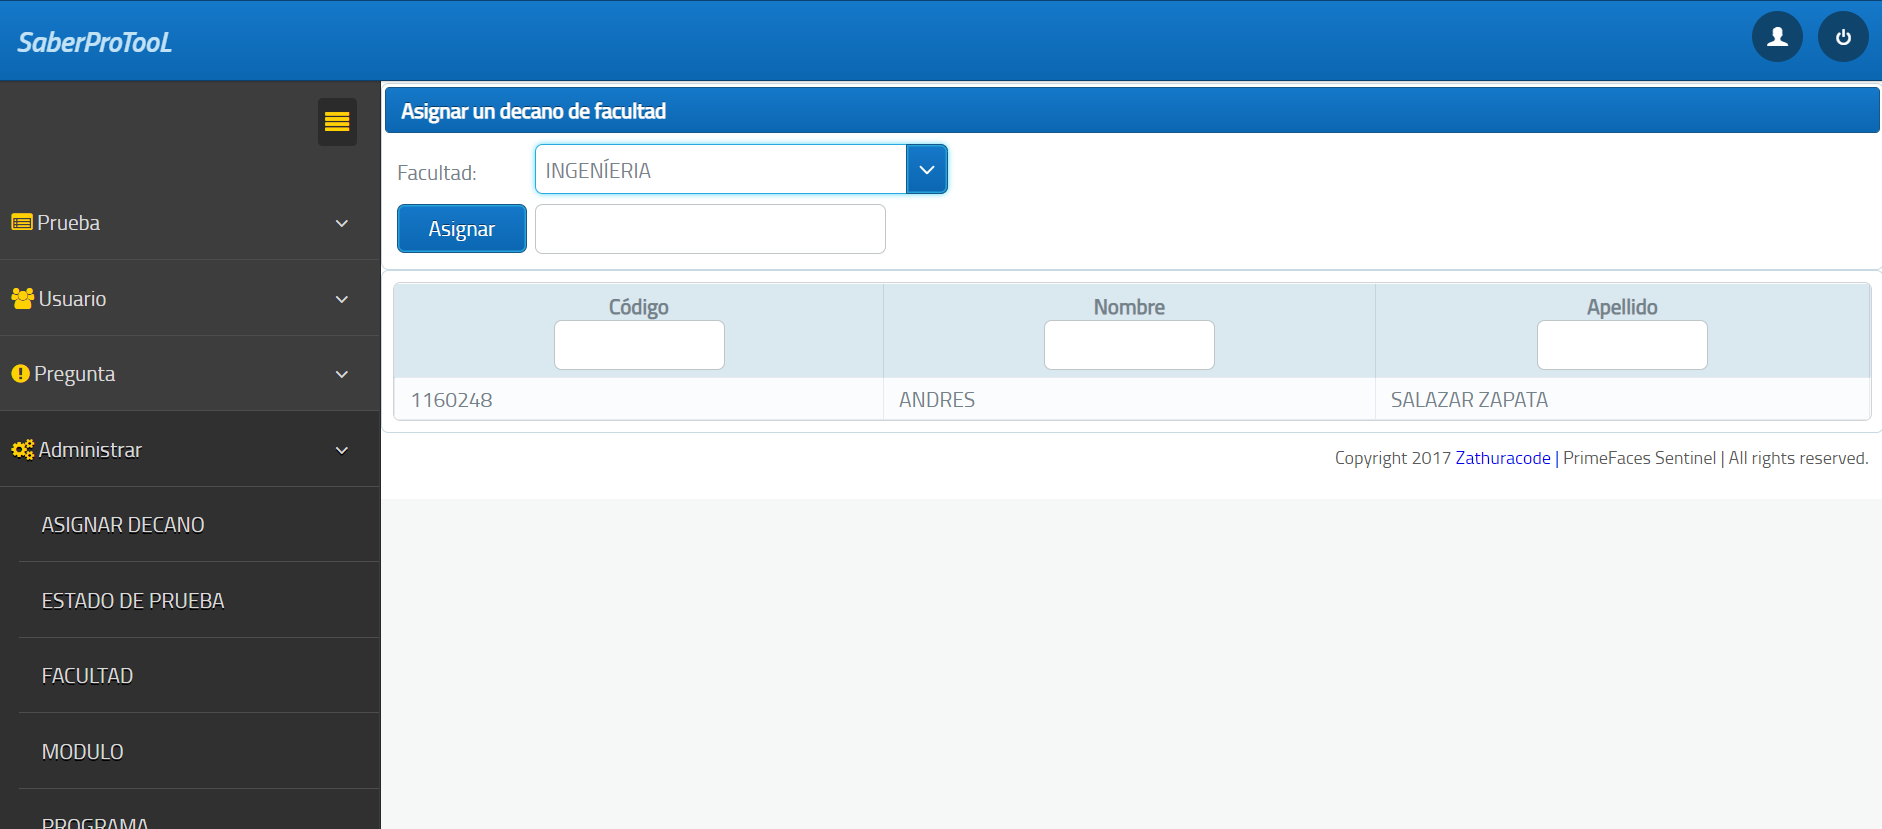 SaberProTooL
Asignar un decano de facultad
Facultad:
INGENÍERIA
Asignar
Prueba
Usuario
Pregunta
Administrar
ASIGNAR DECANO
ESTADO DE PRUEBA
FACULTAD
MODULO
PROGRAMA
Código Nombre Apellido
1160248 ANDRES SALAZAR ZAPATA
Copyright 2017 Zathuracode | PrimeFaces Sentinel | All rights reserved.